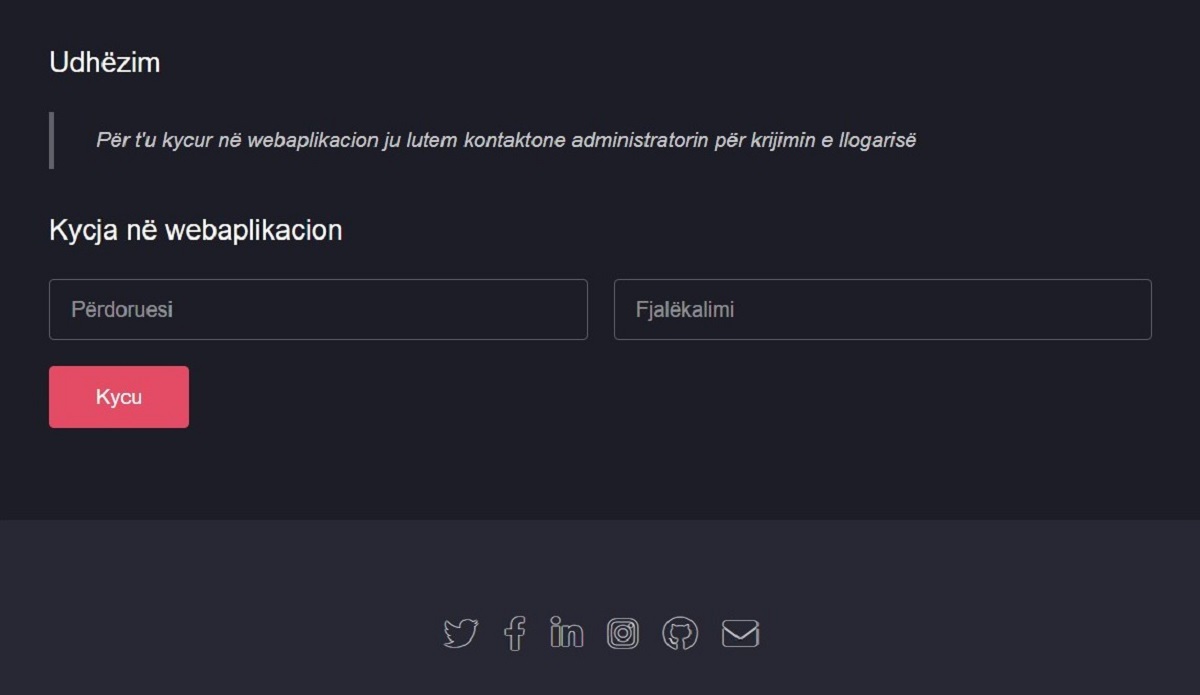 Udhëzim
Për t'u kycur në webaplikacion ju lutem kontaktone administratorin për krijimin e llogarisë
Kycja në webaplikacion
Përdoruesi
Fjalëkalimi
Kycu